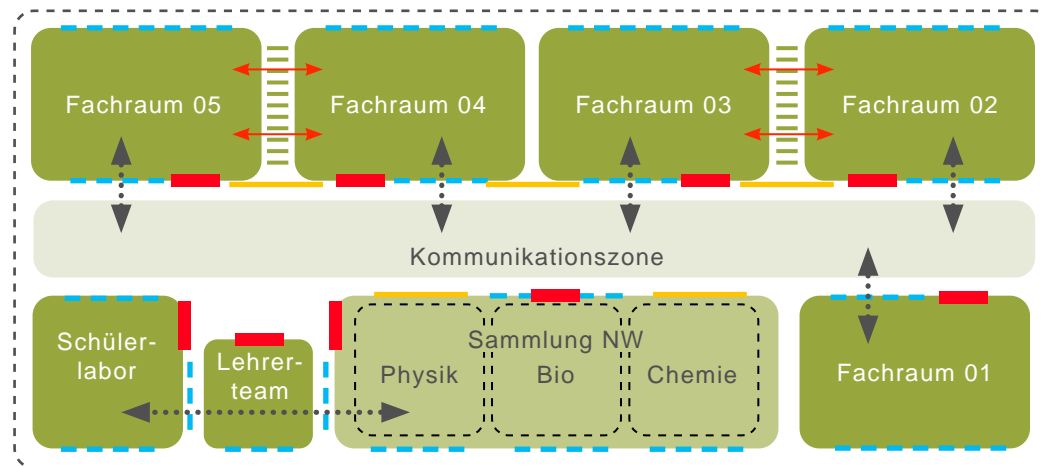 Fachraum 05
Fachraum 04
Fachraum 03
Fachraum 02
Kommunikationszone
Schüler-
labor
Lehrer-
team
Sammlung NW
Physik
Bio
Chemie
Fachraum 01